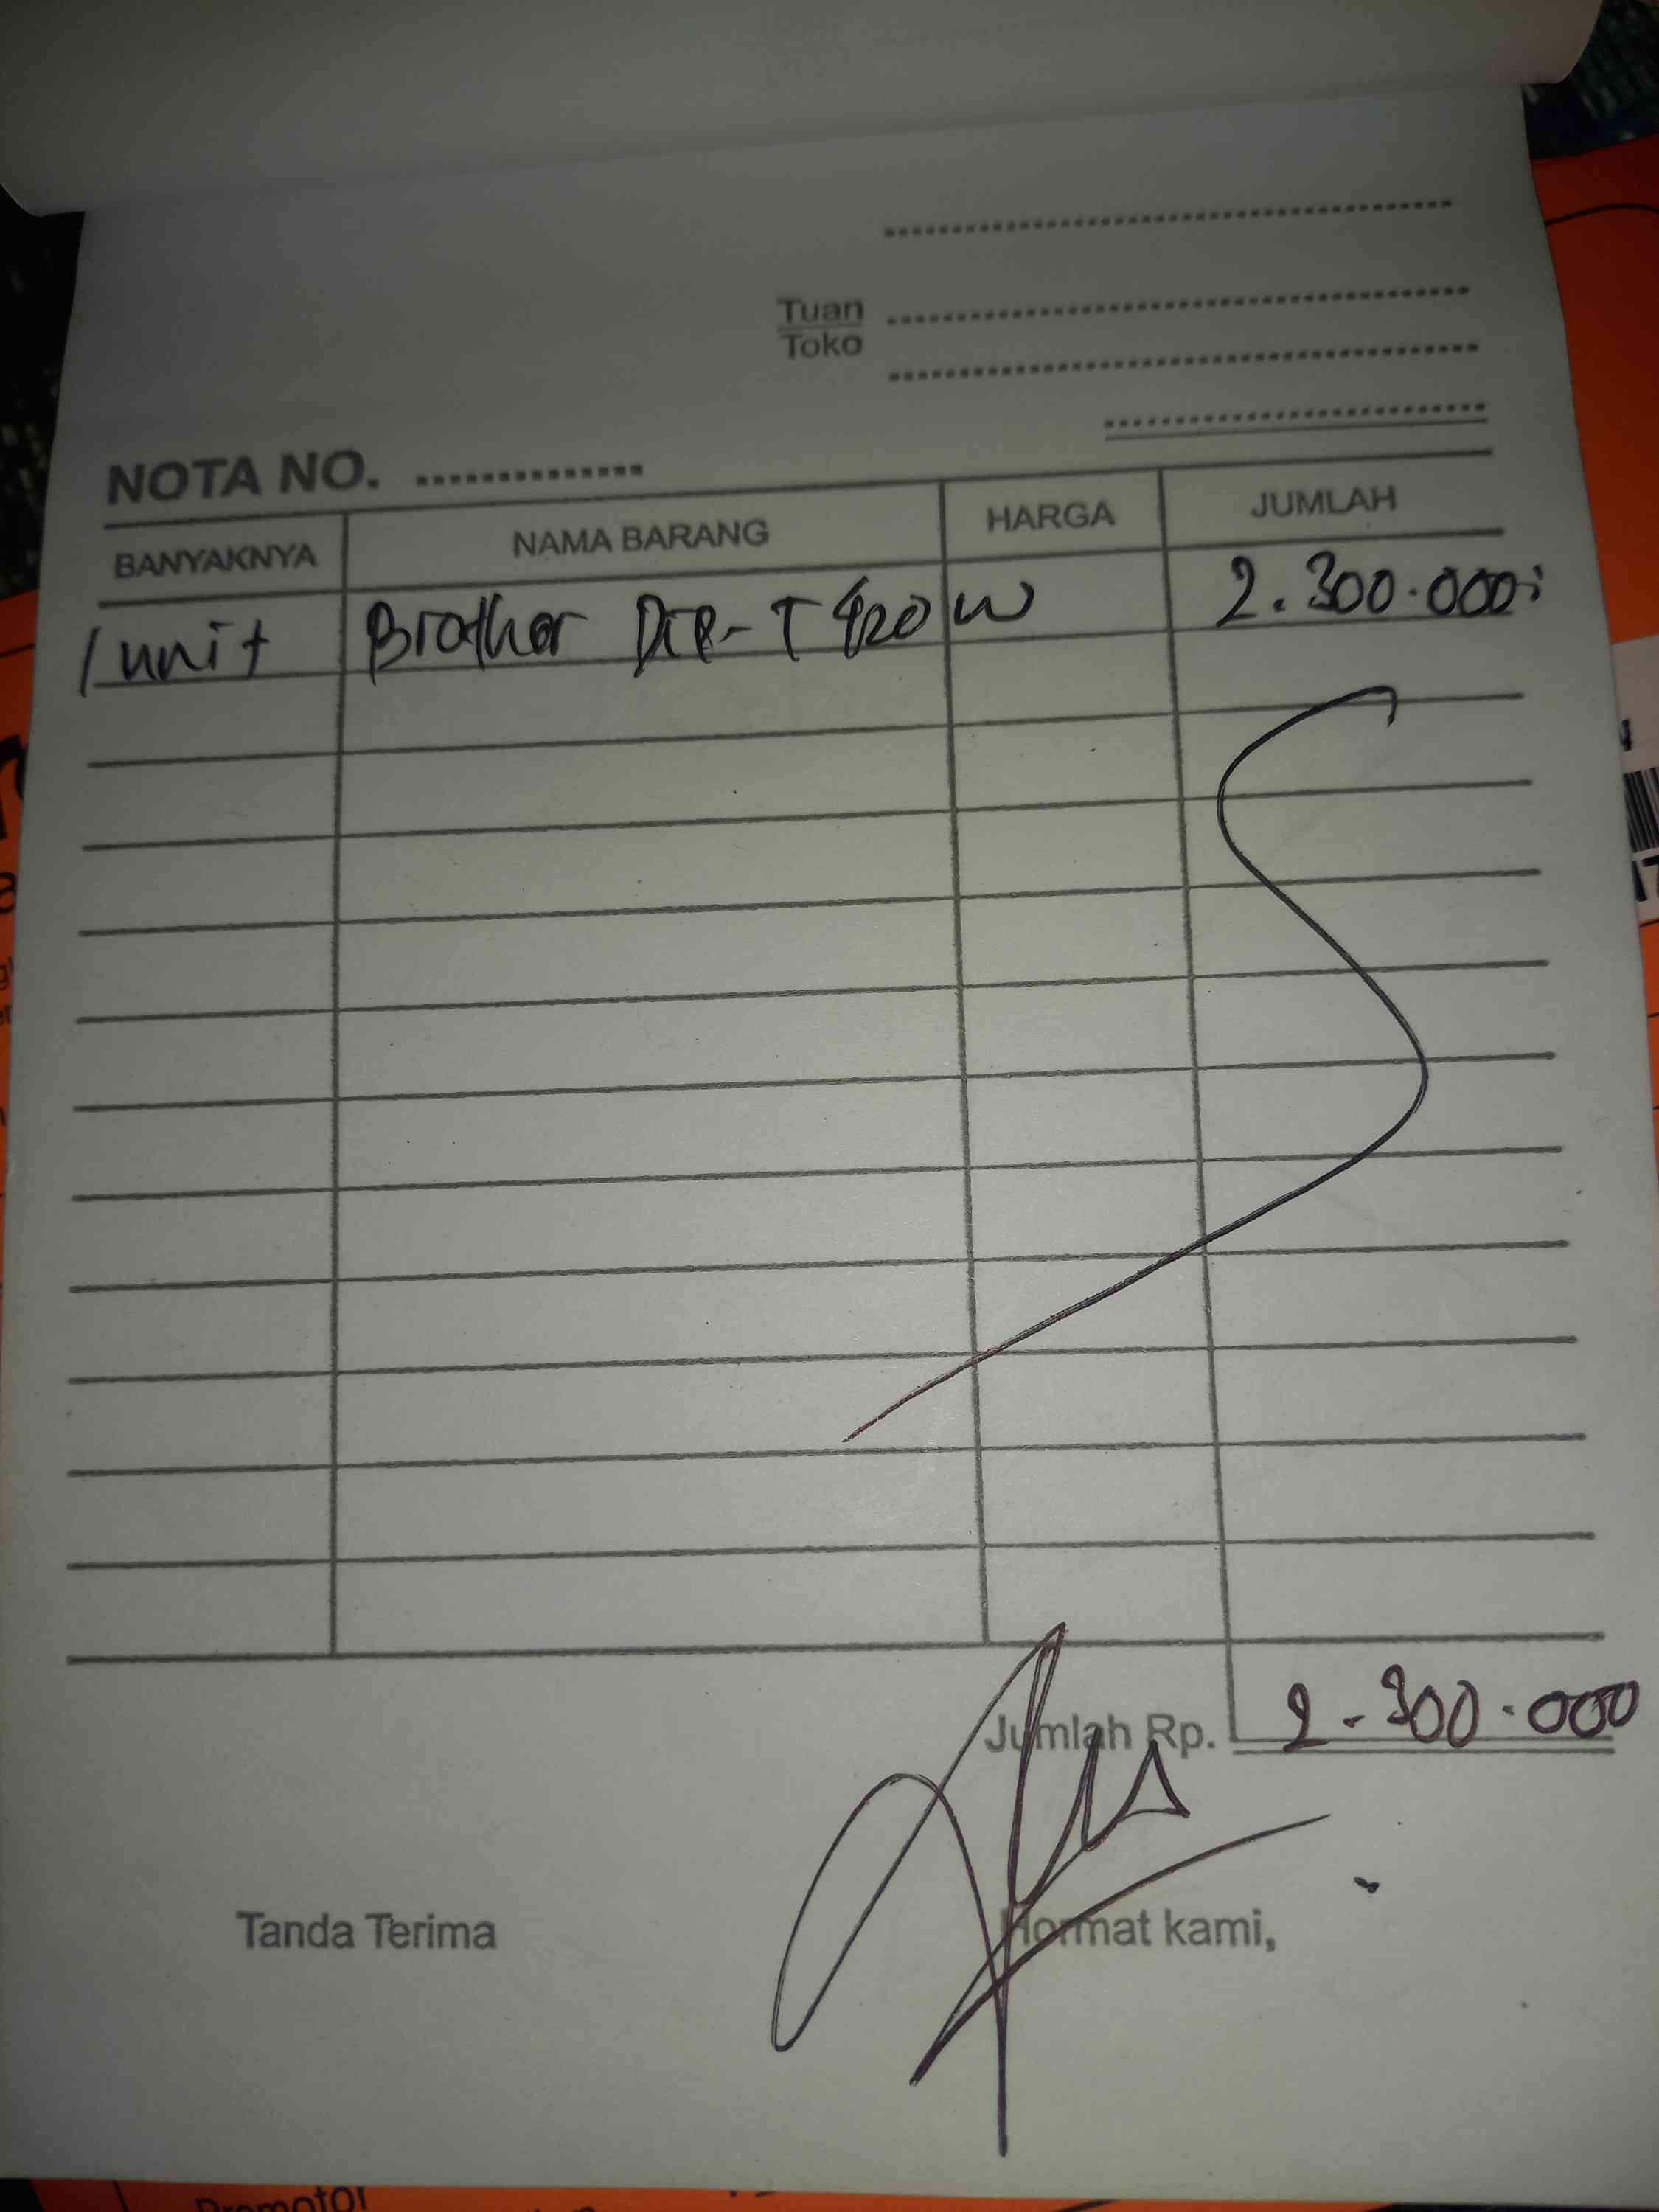 Tuan
Toko
NOTA NO.
BANYAKNYA NAMA BARANG HARGA JUMLAH
1 unit Brother DCP-T420W 2.300.000
Jumlah Rp. 2.300.000
Tanda Terima Hormat kami,
Promotor